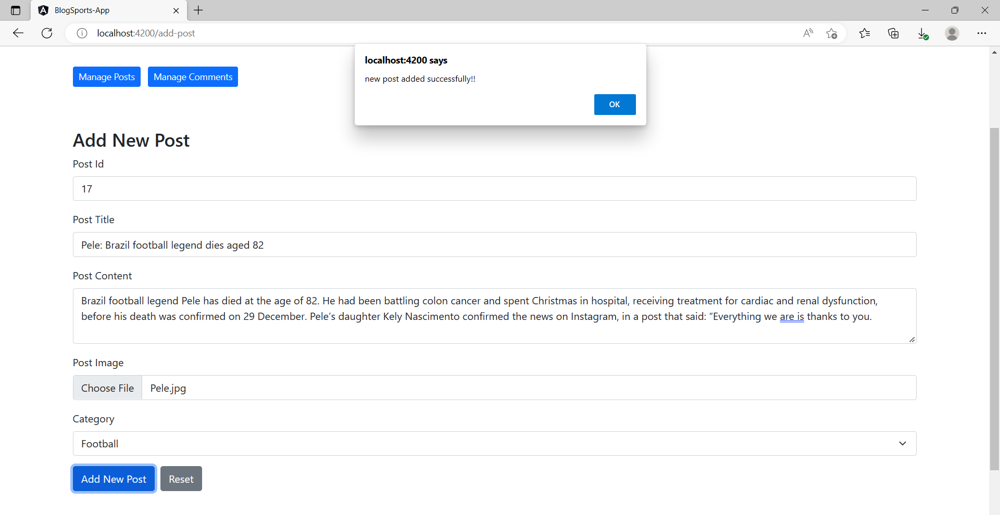 BlogSports-App
localhost:4200/add-post
localhost:4200 says
new post added successfully!!
OK
Manage Posts Manage Comments
Add New Post
Post Id
17
Post Title
Pele: Brazil football legend dies aged 82
Post Content
Brazil football legend Pele has died at the age of 82. He had been battling colon cancer and spent Christmas in hospital, receiving treatment for cardiac and renal dysfunction,
before his death was confirmed on 29 December. Pele’s daughter Kely Nascimento confirmed the news on Instagram, in a post that said: “Everything we are is thanks to you.
Post Image
Choose File Pele.jpg
Category
Football
Add New Post Reset